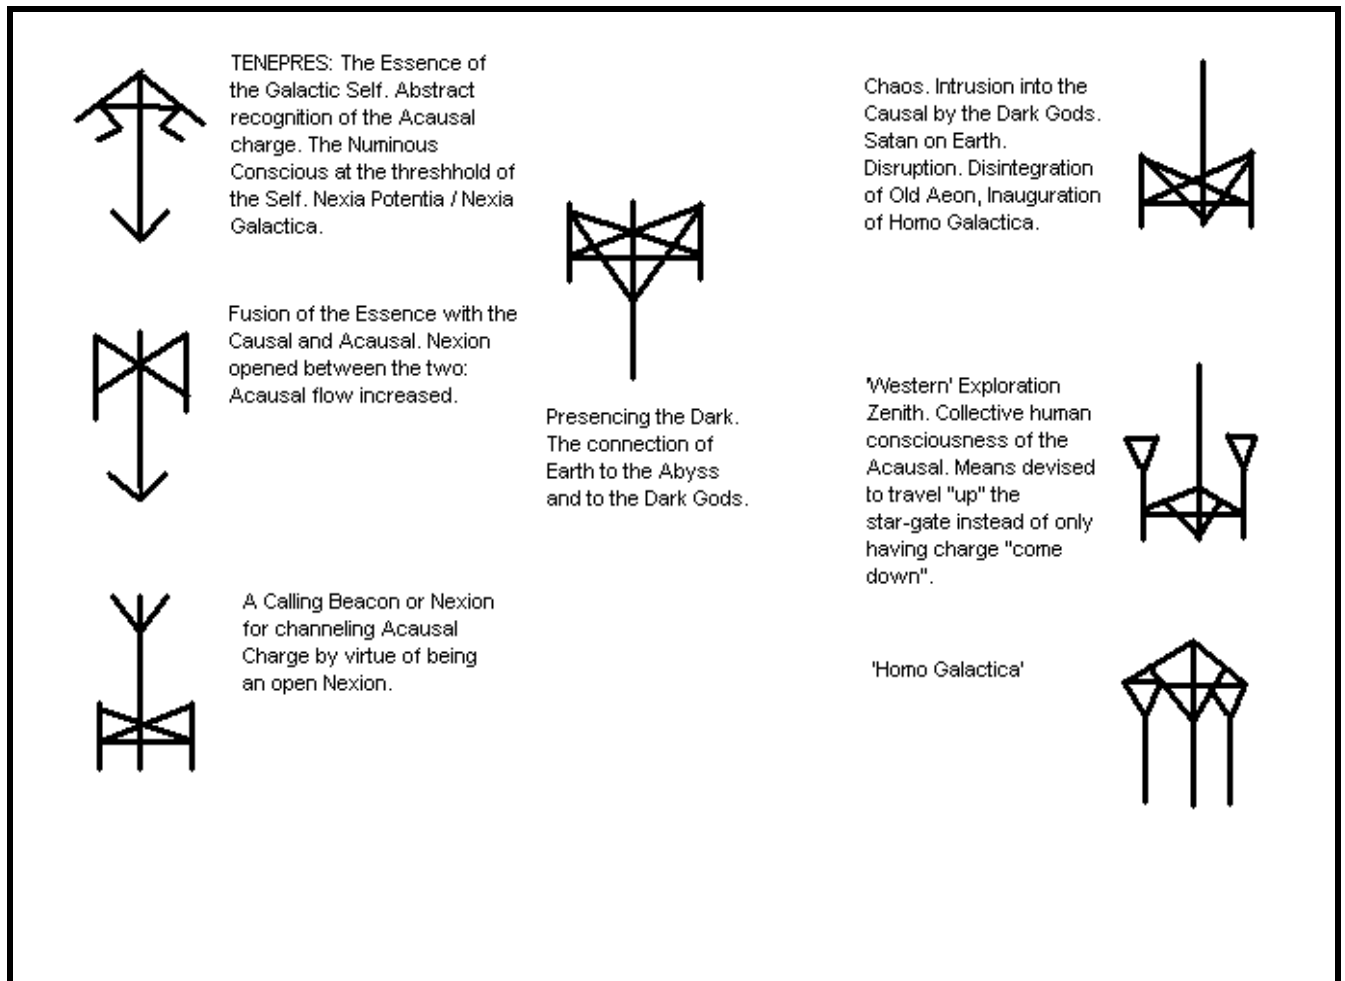 TENEPRES: The Essence of
the Galactic Self. Abstract
recognition of the Acausal
charge. The Numinous
Conscious at the threshhold of
the Self. Nexia Potentia / Nexia
Galactica.
Fusion of the Essence with the
Causal and Acausal. Nexion
opened between the two:
Acausal flow increased.
A Calling Beacon or Nexion
for channeling Acausal
Charge by virtue of being
an open Nexion.
Presencing the Dark.
The connection of
Earth to the Abyss
and to the Dark Gods.
Chaos. Intrusion into the
Causal by the Dark Gods.
Satan on Earth.
Disruption. Disintegration
of Old Aeon, Inauguration
of Homo Galactica.
'Western' Exploration
Zenith. Collective human
consciousness of the
Acausal. Means devised
to travel "up" the
star-gate instead of only
having charge "come
down".
'Homo Galactica'